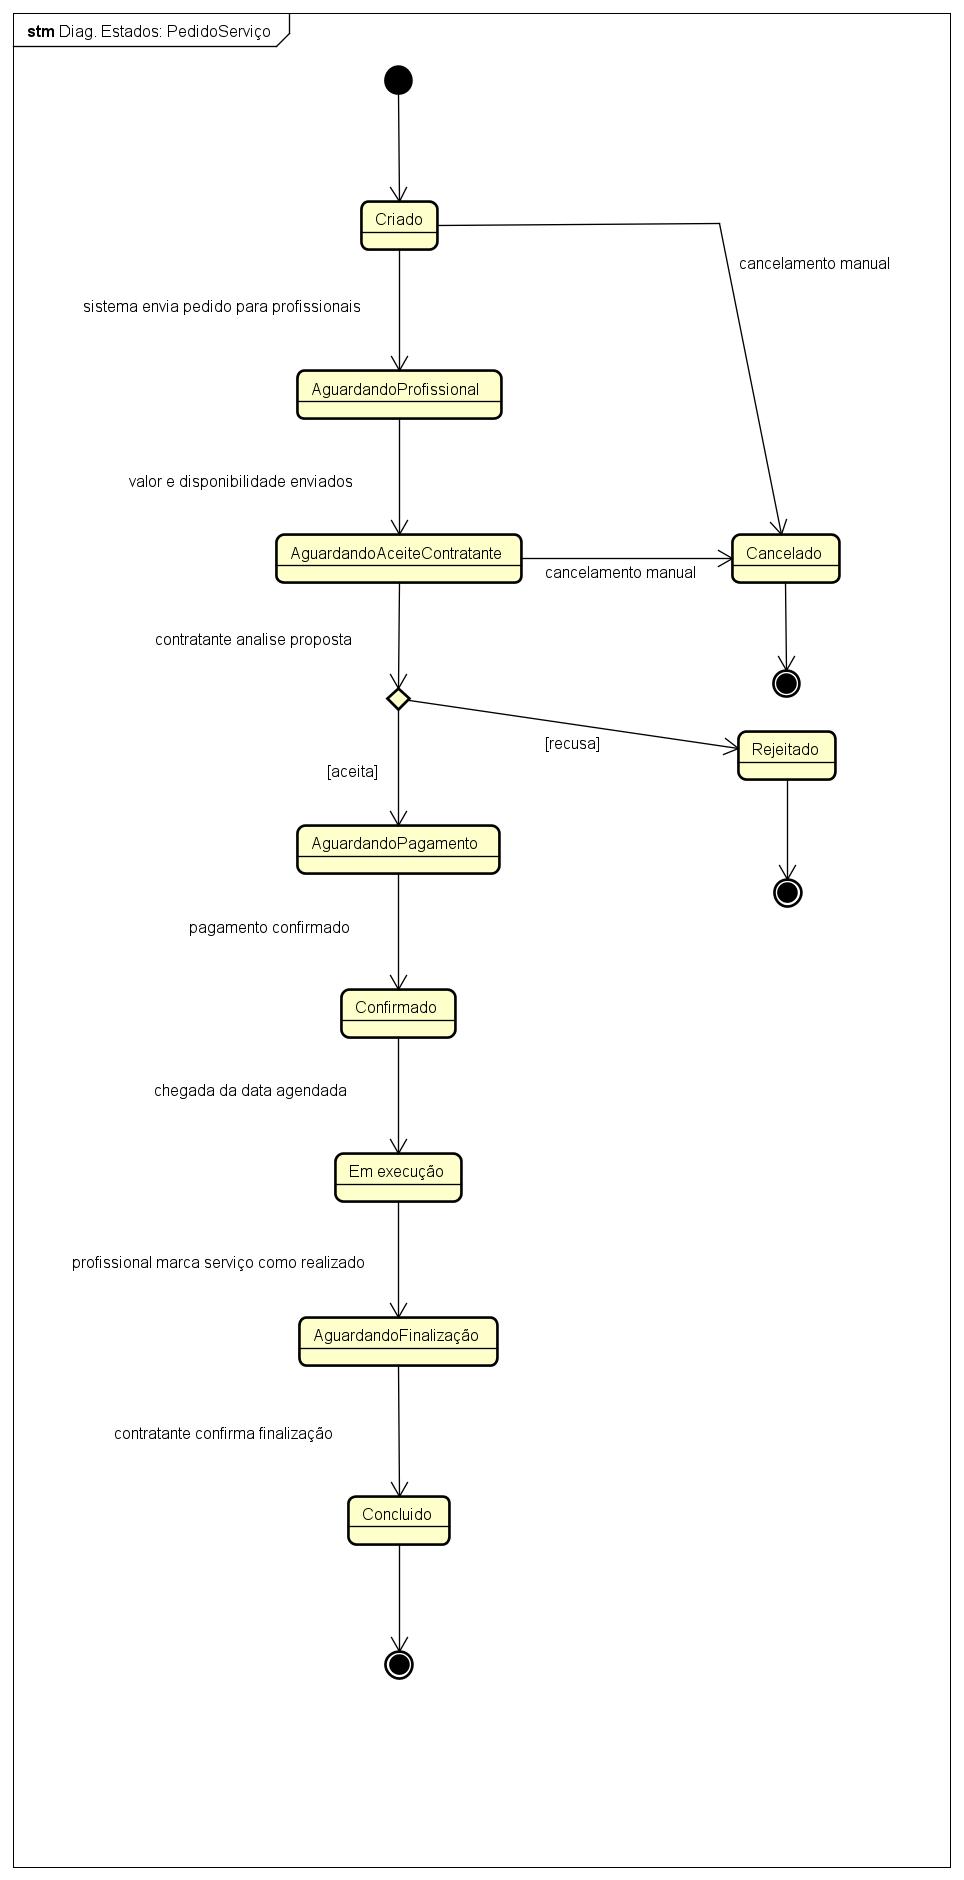 stm Diag. Estados: PedidoServiço
Criado
cancelamento manual
sistema envia pedido para profissionais
AguardandoProfissional
valor e disponibilidade enviados
AguardandoAceiteContratante
Cancelado
cancelamento manual
contratante analise proposta
[recusa]
Rejeitado
[aceita]
AguardandoPagamento
pagamento confirmado
Confirmado
chegada da data agendada
Em execução
profissional marca serviço como realizado
AguardandoFinalização
contratante confirma finalização
Concluido